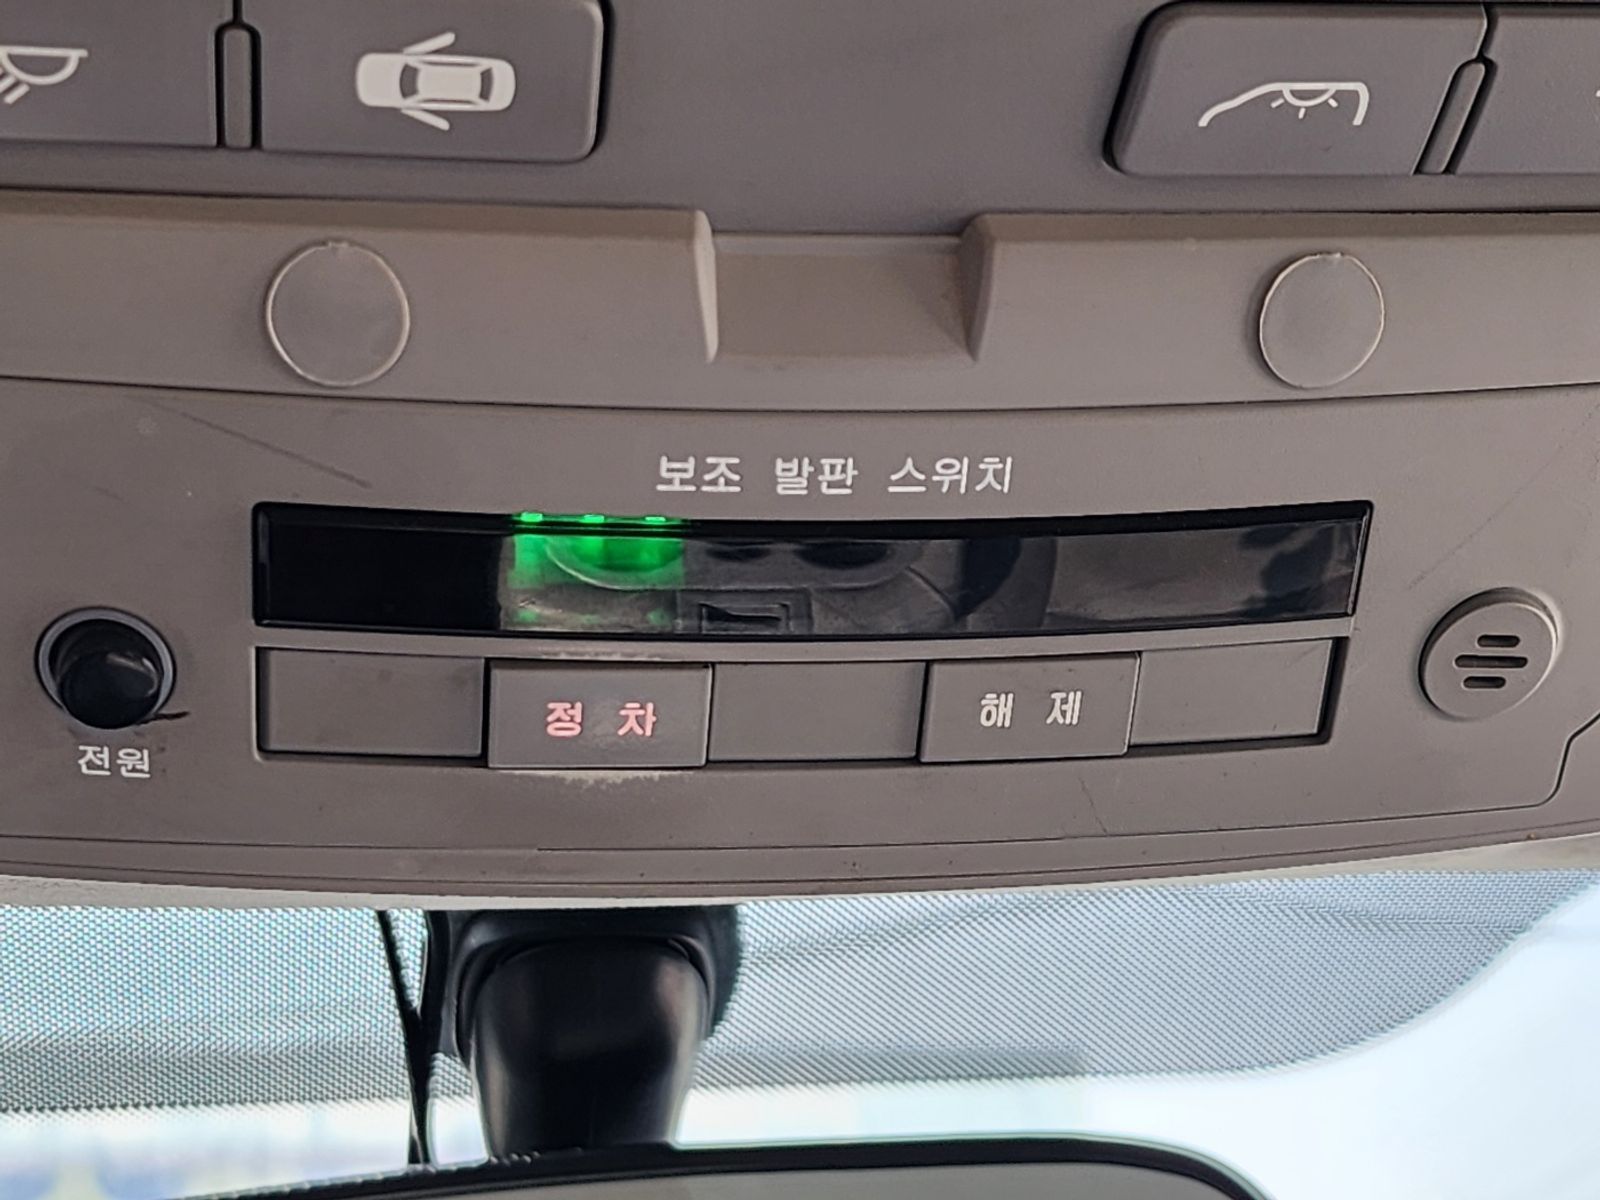 보조 발판 스위치
정 차
해 제
전원